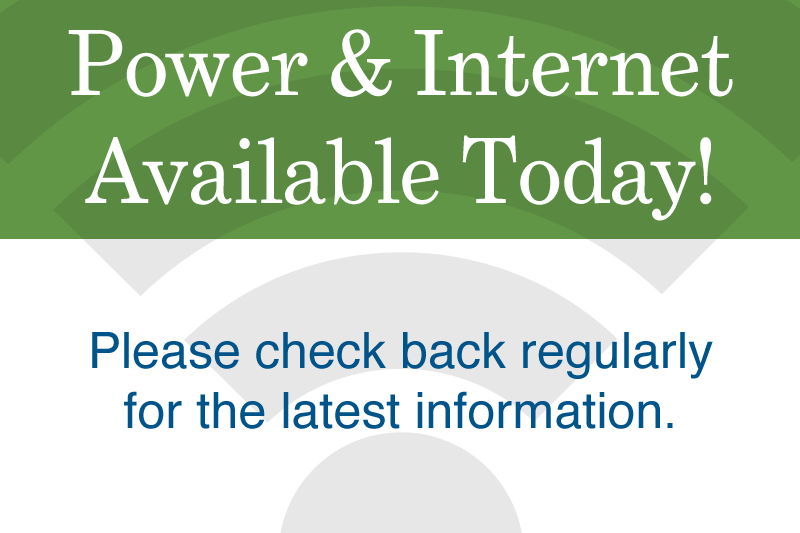 Power & Internet
Available Today!
Please check back regularly
for the latest information.